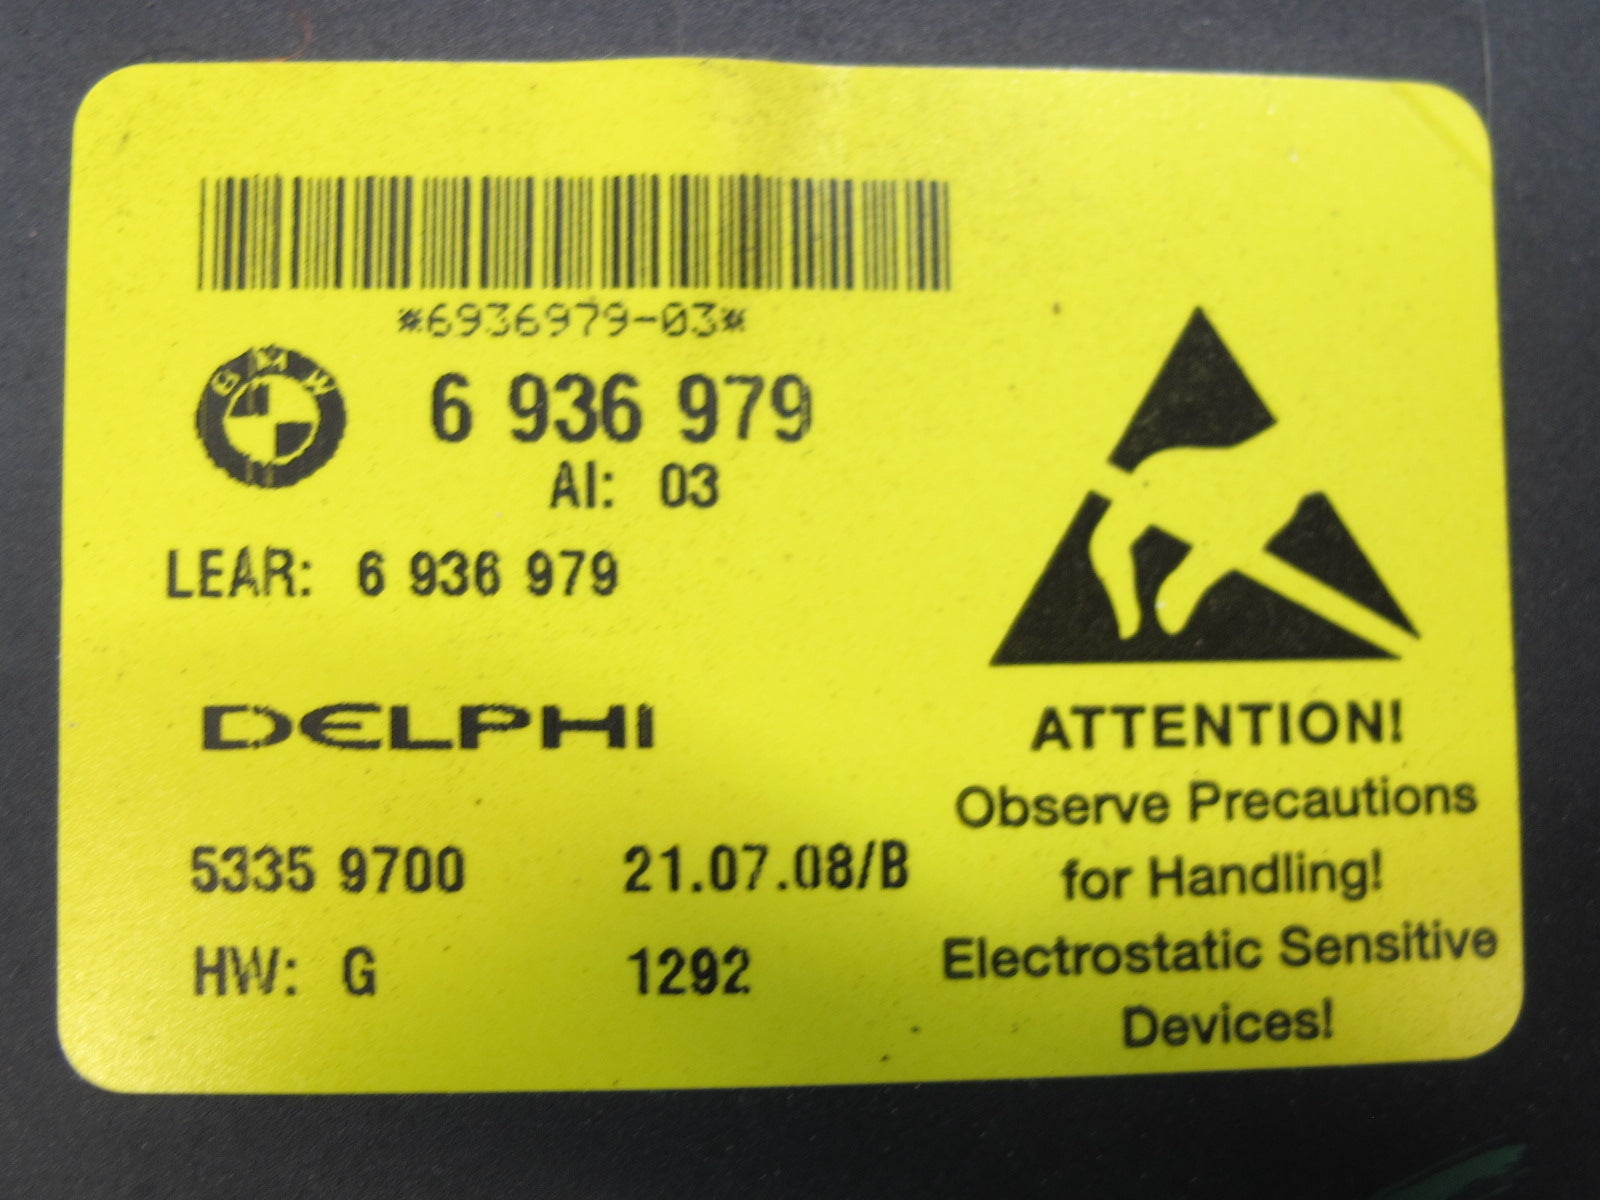 *6936979-03*
BMW
6 936 979
AI: 03
LEAR: 6 936 979
DELPHI
5335 9700 21.07.08/B
HW: G 1292
ATTENTION!
Observe Precautions
for Handling!
Electrostatic Sensitive
Devices!